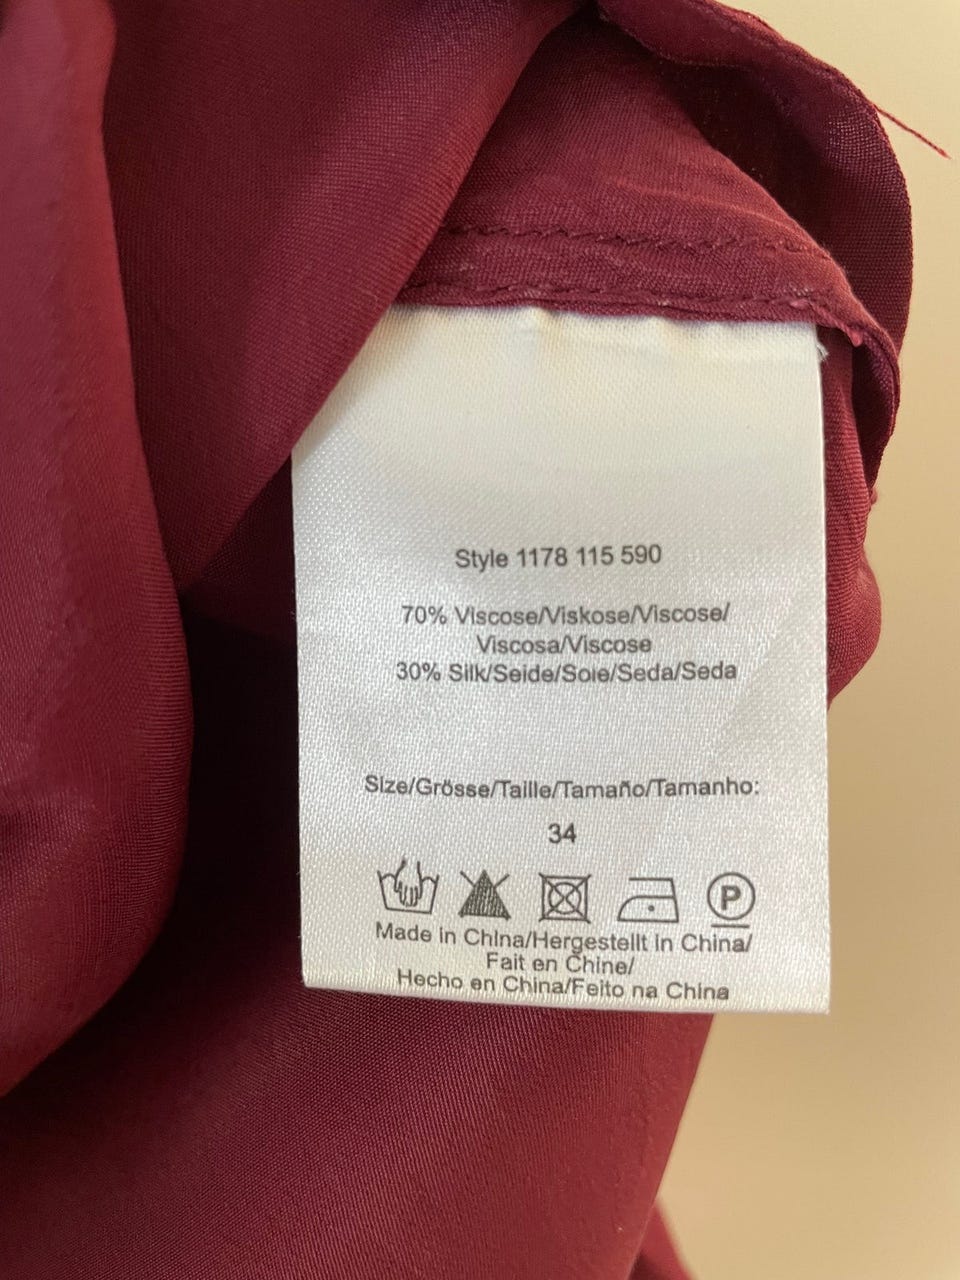 Style 1178 115 590
70% Viscose/Viskose/Viscose/
Viscosa/Viscose
30% Silk/Seide/Soie/Seda/Seda
Size/Grösse/Taille/Tamaño/Tamanho:
34
P
Made in China/Hergestellt in China/
Fait en Chine/
Hecho en China/Feito na China